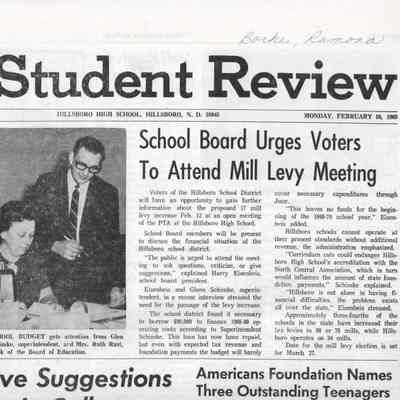 Borke, Ramona
Student Review
HILLSBORO HIGH SCHOOL, HILLSBORO, N. D. 58045
MONDAY, FEBRUARY 10, 1969
School Board Urges Voters
To Attend Mill Levy Meeting
Voters of the Hillsboro School District
will have an opportunity to gain further
information about the proposed 17 mill
levy increase Feb. 12 at an open meeting
of the PTA at the Hillsboro High School.
School Board members will be present
to discuss the financial situation of the
Hillsboro school district.
"The public is urged to attend the meet-
ing to ask questions, criticize, or give
suggestions," explained Harry Eisenbeis,
school board president.
Eisenbeis and Glenn Schinke, superin-
tendent, in a recent interview stressed the
need for the passage of the levy increase.
The school district found it necessary
to borrow $90,000 to finance 1968-69 op-
erating costs according to Superintendent
Schinke. This loan has now been repaid,
but even with expected tax revenue and
foundation payments the budget will barely
cover necessary expenditures through
June.
"This leaves no funds for the begin-
ning of the 1969-70 school year," Eisen-
beis added.
Hillsboro schools cannot operate at
their present standards without additional
revenue, the administration emphasized.
"Curriculum cuts could endanger Hills-
boro High School's accreditation with the
North Central Association, which in turn
would influence the amount of state foun-
dation payments," Schinke explained.
"Hillsboro is not alone in having fi-
nancial difficulties, the problem exists
all over the state," Eisenbeis stressed.
Approximately three-fourths of the
schools in the state have increased their
tax levies to 60 or 70 mills, while Hills-
boro operates on 34 mills.
Date for the mill levy election is set
for March 27.
OOL BUDGET gets attention from Glen
inke, superintendent, and Mrs. Ruth Rust,
k of the Board of Education.
ve Suggestions
Americans Foundation Names
Three Outstanding Teenagers